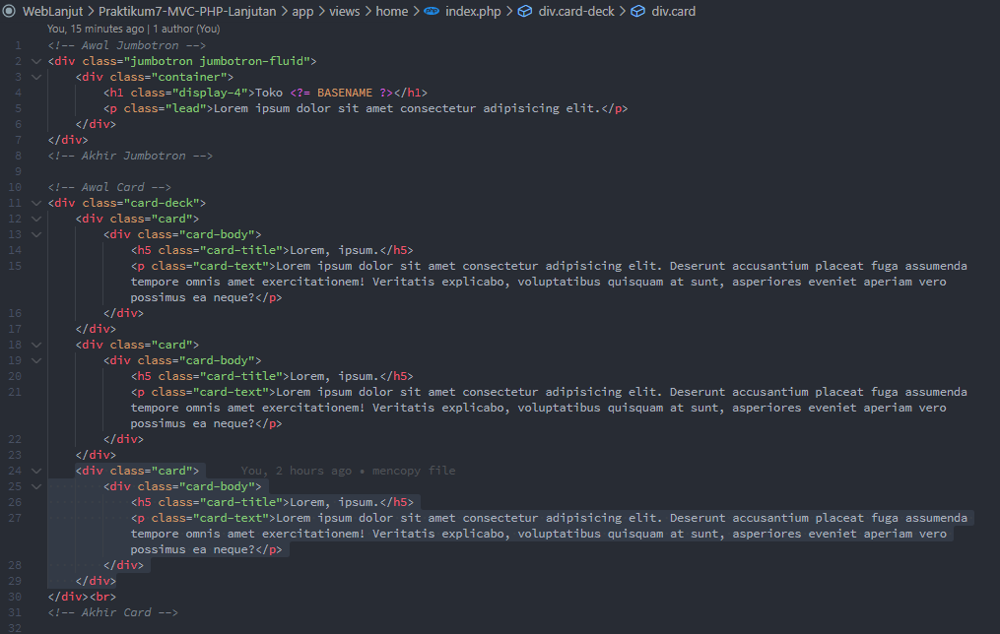 WebLanjut > Praktikum7-MVC-PHP-Lanjutan > app > views > home > php index.php > div.card-deck > div.card
You, 15 minutes ago | 1 author (You)
1 <!-- Awal Jumbotron -->
2 <div class="jumbotron jumbotron-fluid">
3 <div class="container">
4 <h1 class="display-4">Toko <?= BASENAME ?></h1>
5 <p class="lead">Lorem ipsum dolor sit amet consectetur adipisicing elit.</p>
6 </div>
7 </div>
8 <!-- Akhir Jumbotron -->
9
10 <!-- Awal Card -->
11 <div class="card-deck">
12 <div class="card">
13 <div class="card-body">
14 <h5 class="card-title">Lorem, ipsum.</h5>
15 <p class="card-text">Lorem ipsum dolor sit amet consectetur adipisicing elit. Deserunt accusantium placeat fuga assumenda
tempore omnis amet exercitationem! Veritatis explicabo, voluptatibus quisquam at sunt, asperiores eveniet aperiam vero
possimus ea neque?</p>
16 </div>
17 </div>
18 <div class="card">
19 <div class="card-body">
20 <h5 class="card-title">Lorem, ipsum.</h5>
21 <p class="card-text">Lorem ipsum dolor sit amet consectetur adipisicing elit. Deserunt accusantium placeat fuga assumenda
tempore omnis amet exercitationem! Veritatis explicabo, voluptatibus quisquam at sunt, asperiores eveniet aperiam vero
possimus ea neque?</p>
22 </div>
23 </div>
24 <div class="card"> You, 2 hours ago • mencopy file
25 <div class="card-body">
26 <h5 class="card-title">Lorem, ipsum.</h5>
27 <p class="card-text">Lorem ipsum dolor sit amet consectetur adipisicing elit. Deserunt accusantium placeat fuga assumenda
tempore omnis amet exercitationem! Veritatis explicabo, voluptatibus quisquam at sunt, asperiores eveniet aperiam vero
possimus ea neque?</p>
28 </div>
29 </div>
30 </div><br>
31 <!-- Akhir Card -->
32